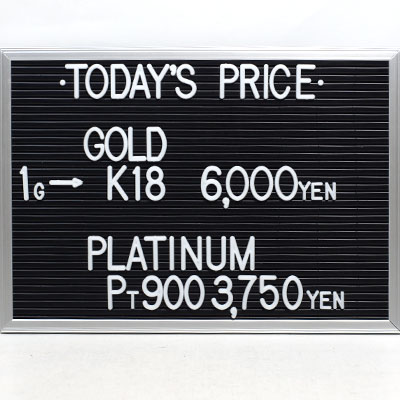 ·TODAY'S PRICE·
GOLD
1G→ K18 6,000YEN
PLATINUM
PT900 3,750YEN